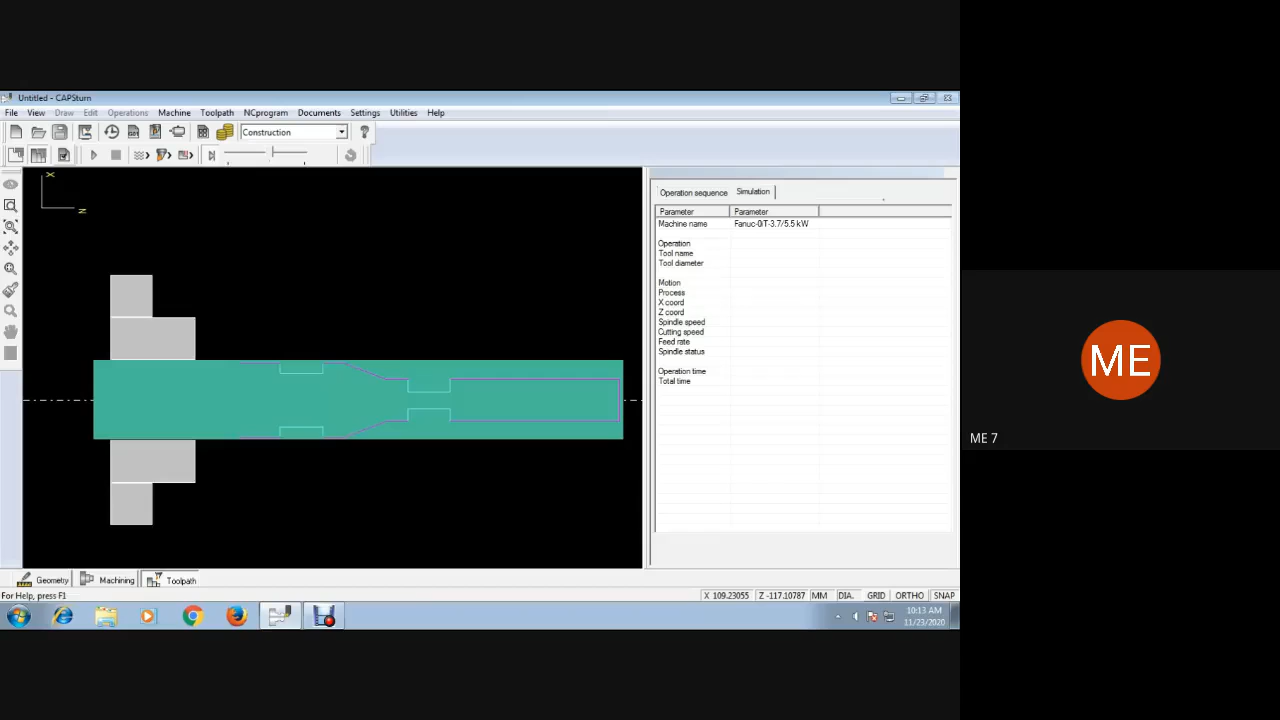 Untitled - CAPSturn
File View Draw Edit Operations Machine Toolpath NCprogram Documents Settings Utilities Help
Construction
X
Z
Operation sequence Simulation
Parameter Parameter
Machine name Fanuc-0iT-3.7/5.5 kW
Operation
Tool name
Tool diameter
Motion
Process
X coord
Z coord
Spindle speed
Cutting speed
Feed rate
Spindle status
Operation time
Total time
ME
ME 7
Geometry Machining Toolpath
For Help, press F1 X 109.23055 Z -117.10787 MM DIA. GRID ORTHO SNAP
10:13 AM
11/23/2020